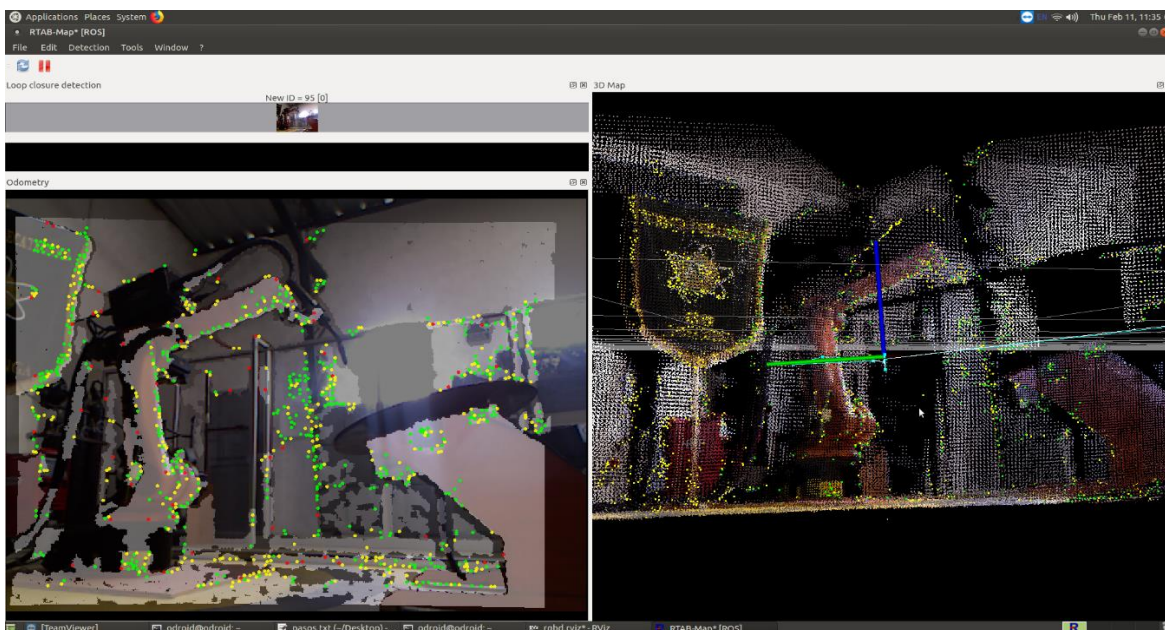 Applications Places System
EN
Thu Feb 11, 11:35
RTAB-Map* [ROS]
File Edit Detection Tools Window ?
Loop closure detection
3D Map
New ID = 95 [0]
Odometry
[TeamViewer]
odroid@odroid: ~
pasos.txt (~/Desktop) -
odroid@odroid: ~
robd.rviz* - RViz
RTAB-Map* [ROS]